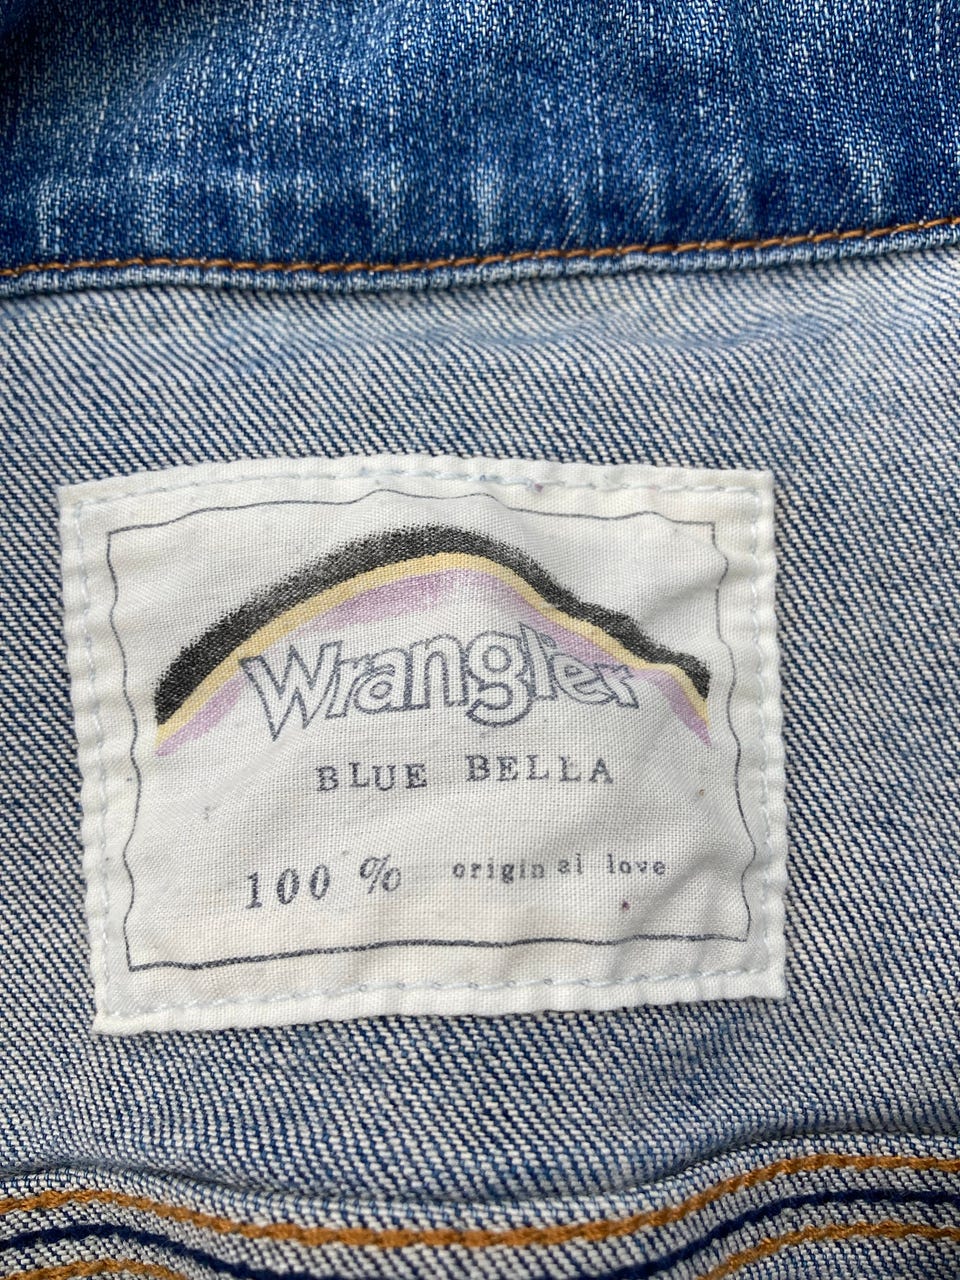 Wrangler
BLUE BELLA
100 % original love